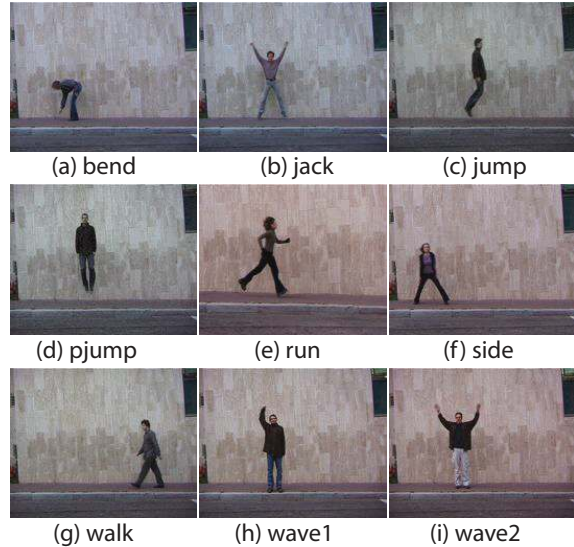 (a) bend
(b) jack
(c) jump
(d) pjump
(e) run
(f) side
(g) walk
(h) wave1
(i) wave2